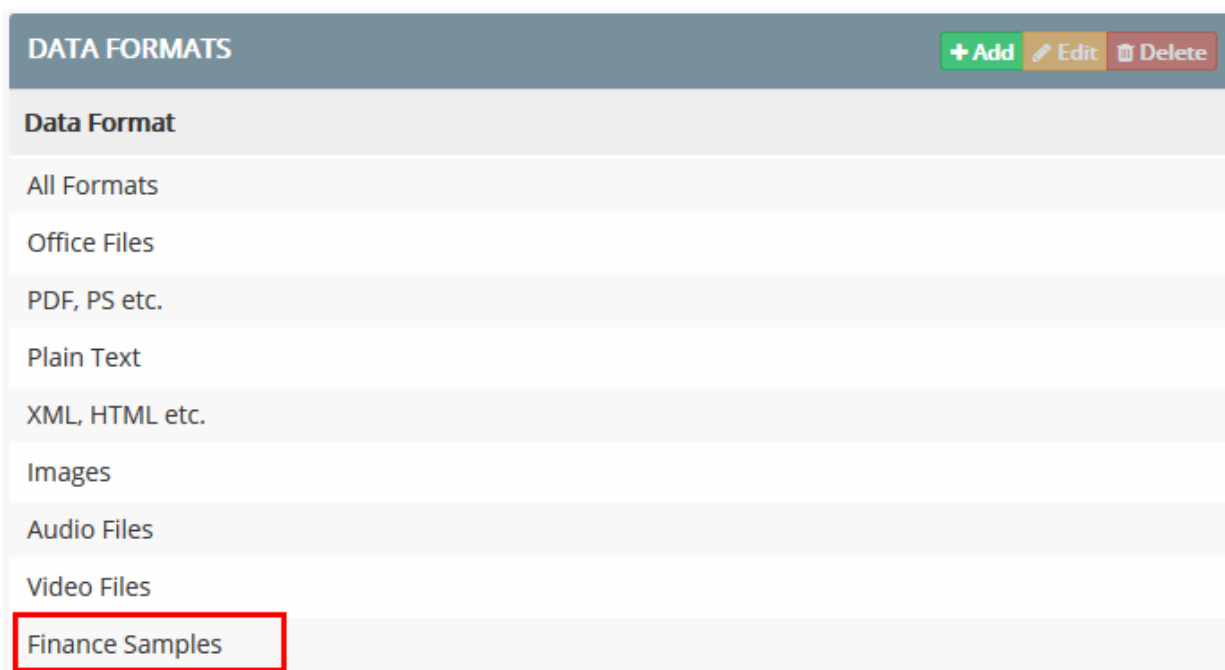 DATA FORMATS
+ Add Edit Delete
Data Format
All Formats
Office Files
PDF, PS etc.
Plain Text
XML, HTML etc.
Images
Audio Files
Video Files
Finance Samples